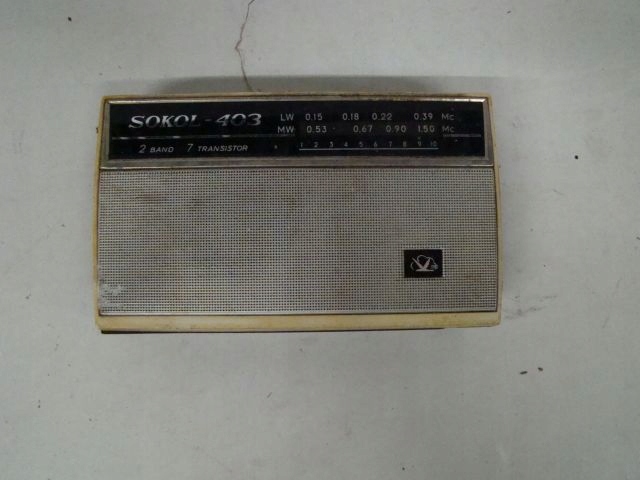 SOKOL-403
LW 0.15 0.18 0.22 0.39 Mc
MW 0.53 0.67 0.90 1.50 Mc
2 BAND 7 TRANSISTOR
1 2 3 4 5 6 7 8 9 10